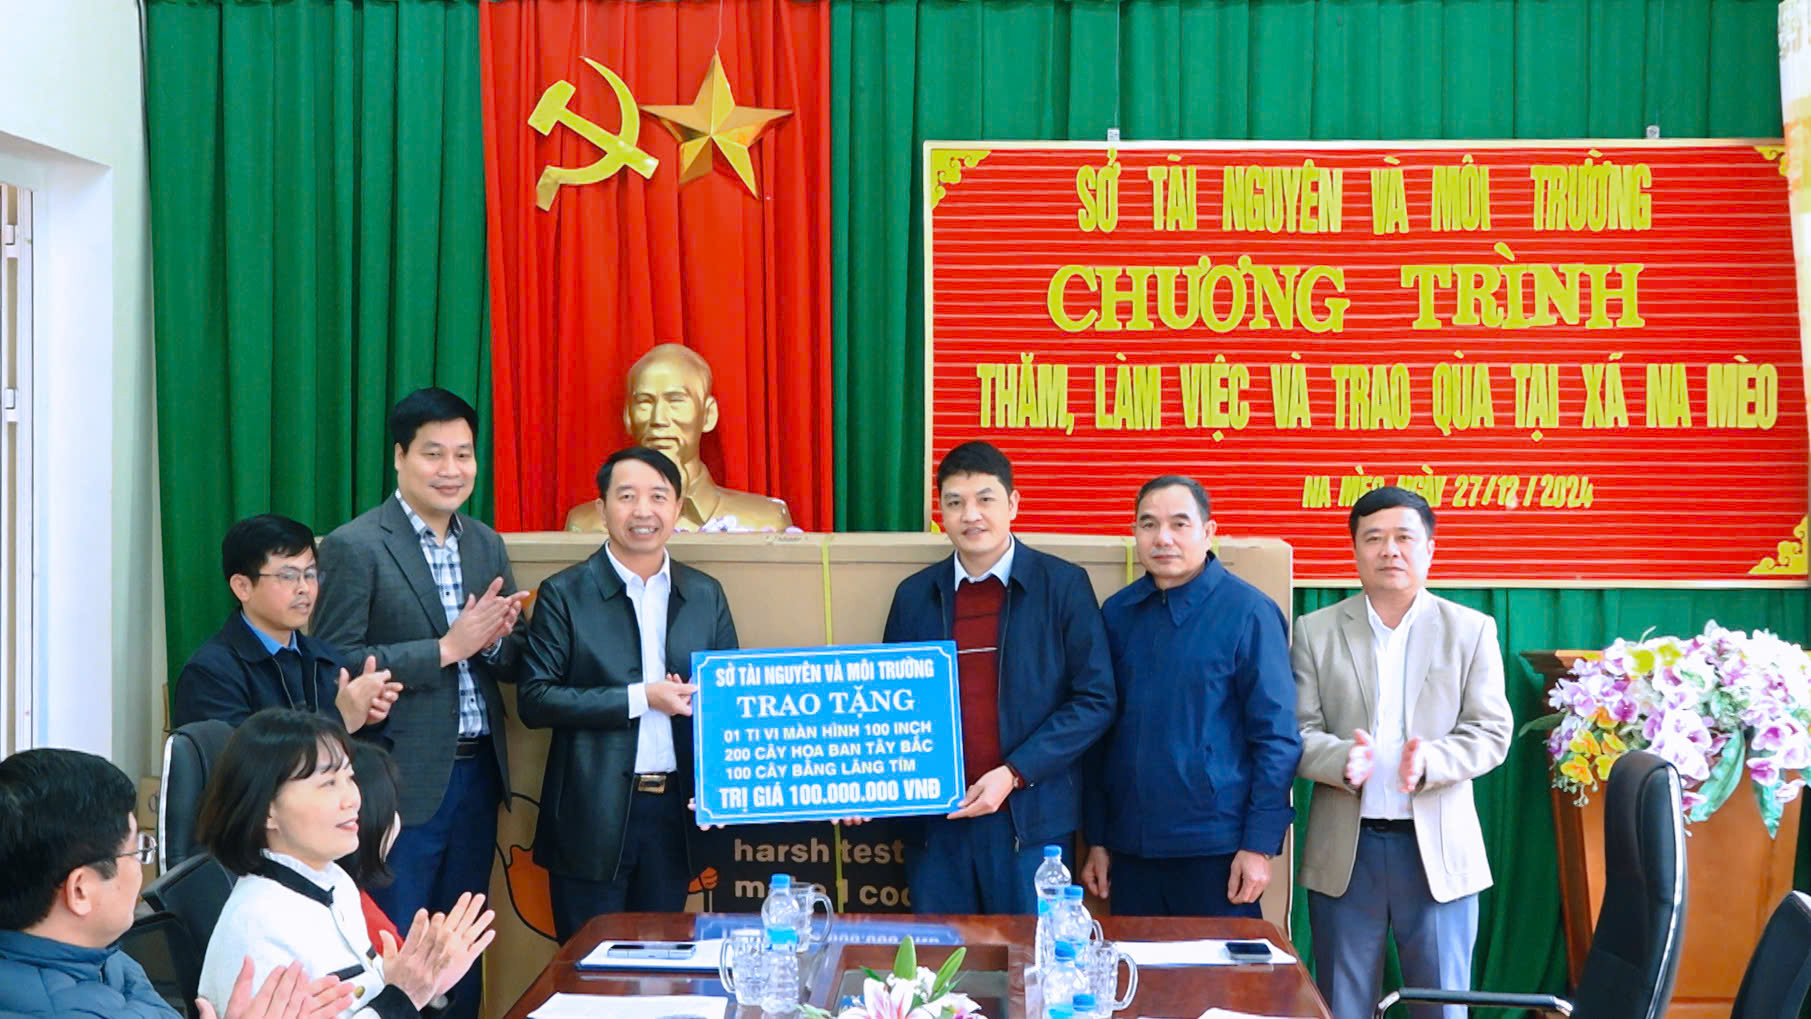 SỞ TÀI NGUYÊN VÀ MÔI TRƯỜNG
CHƯƠNG TRÌNH
THĂM, LÀM VIỆC VÀ TRAO QÙA TẠI XÃ NA MÈO
NA MÈO, NGÀY 27/12/2024
SỞ TÀI NGUYÊN VÀ MÔI TRƯỜNG
TRAO TẶNG
01 TI VI MÀN HÌNH 100 INCH
200 CÂY HOA BAN TÂY BẮC
100 CÂY BẰNG LĂNG TÍM
TRỊ GIÁ 100.000.000 VNĐ
harsh test
make 1